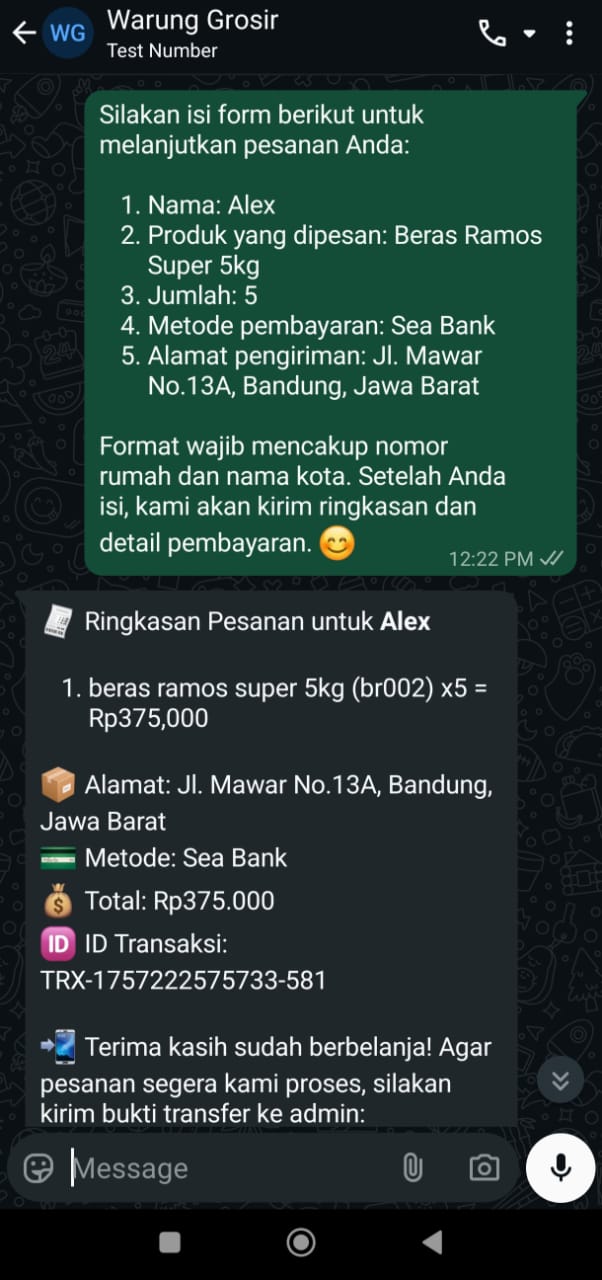 WG
Warung Grosir
Test Number
Silakan isi form berikut untuk
melanjutkan pesanan Anda:
1. Nama: Alex
2. Produk yang dipesan: Beras Ramos
Super 5kg
3. Jumlah: 5
4. Metode pembayaran: Sea Bank
5. Alamat pengiriman: Jl. Mawar
No.13A, Bandung, Jawa Barat
Format wajib mencakup nomor
rumah dan nama kota. Setelah Anda
isi, kami akan kirim ringkasan dan
detail pembayaran. 😊
12:22 PM
🧾 Ringkasan Pesanan untuk Alex
1. beras ramos super 5kg (br002) x5 =
Rp375,000
📦 Alamat: Jl. Mawar No.13A, Bandung,
Jawa Barat
💳 Metode: Sea Bank
💰 Total: Rp375.000
🆔 ID Transaksi:
TRX-1757222575733-581
📲 Terima kasih sudah berbelanja! Agar
pesanan segera kami proses, silakan
kirim bukti transfer ke admin:
Message